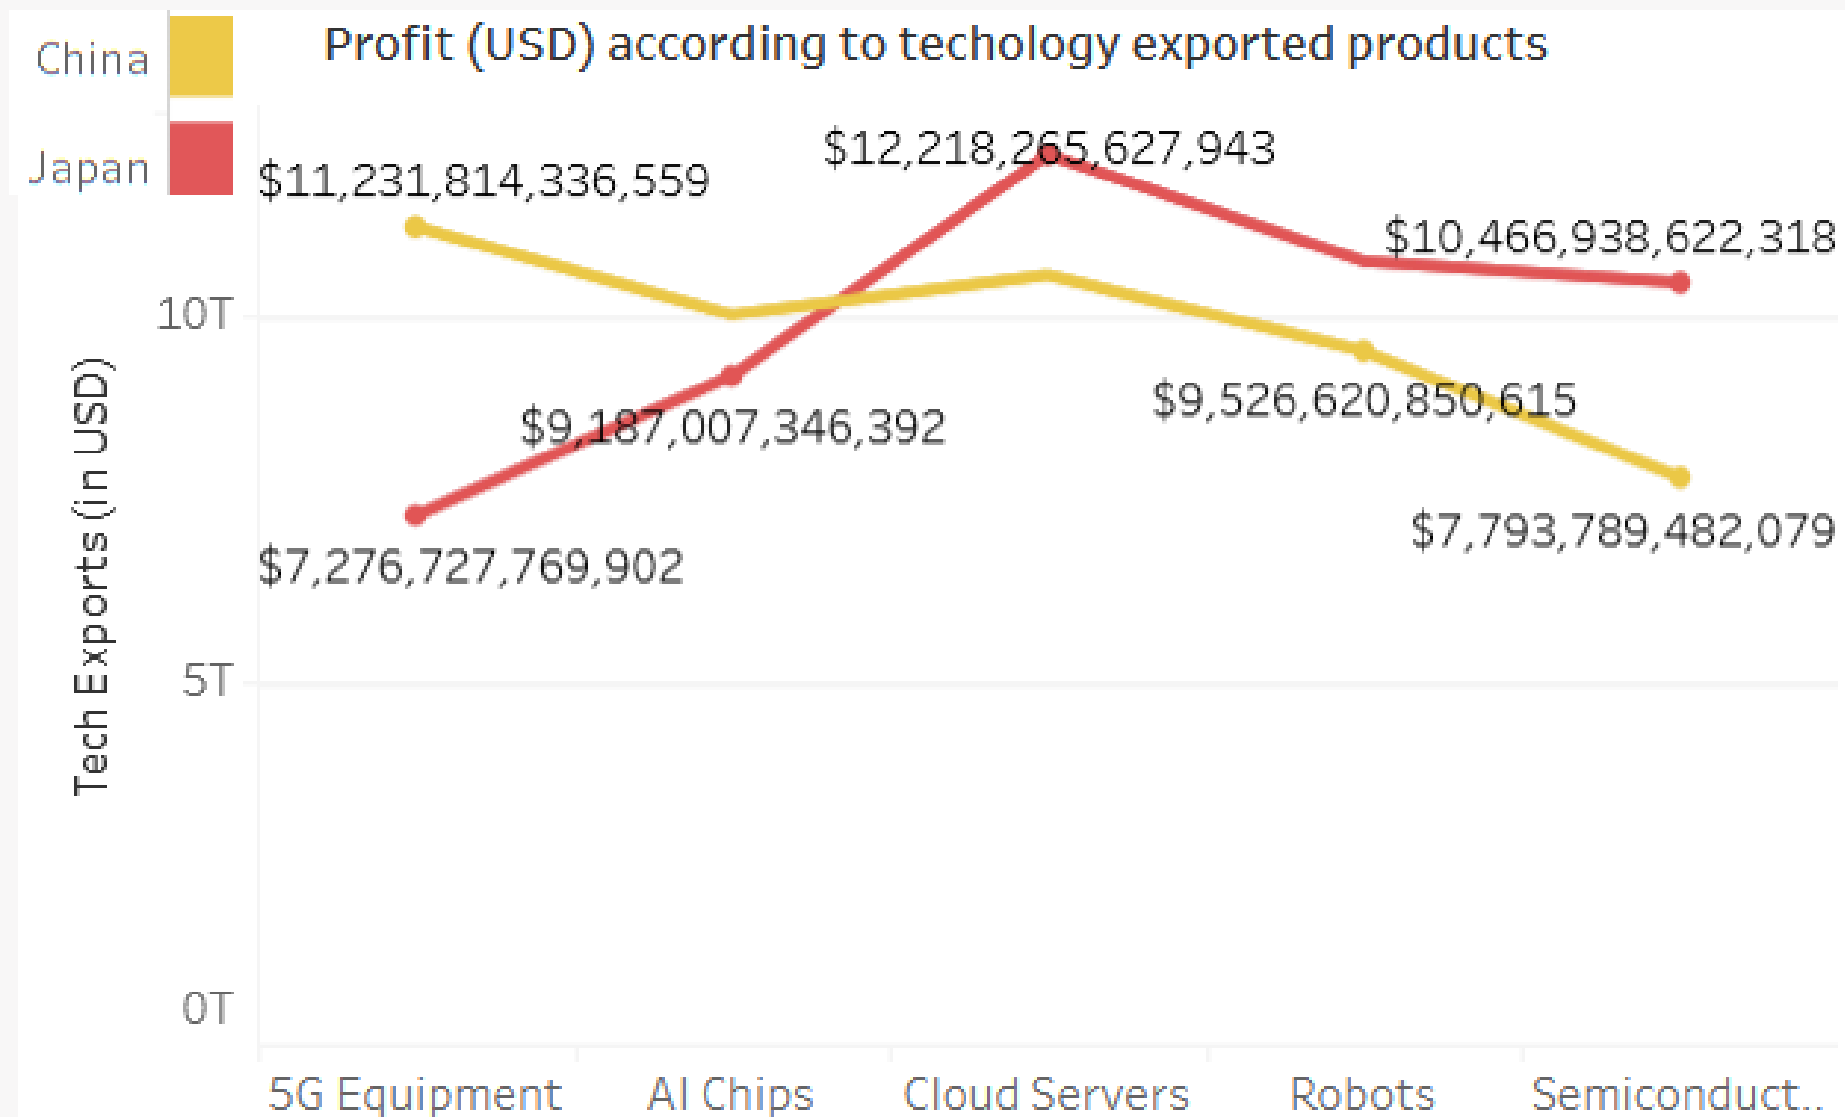 China
Japan
Profit (USD) according to techology exported products
$11,231,814,336,559
$12,218,265,627,943
$10,466,938,622,318
$9,187,007,346,392
$9,526,620,850,615
$7,276,727,769,902
$7,793,789,482,079
Tech Exports (in USD)
10T
5T
0T
5G Equipment
AI Chips
Cloud Servers
Robots
Semiconduct..